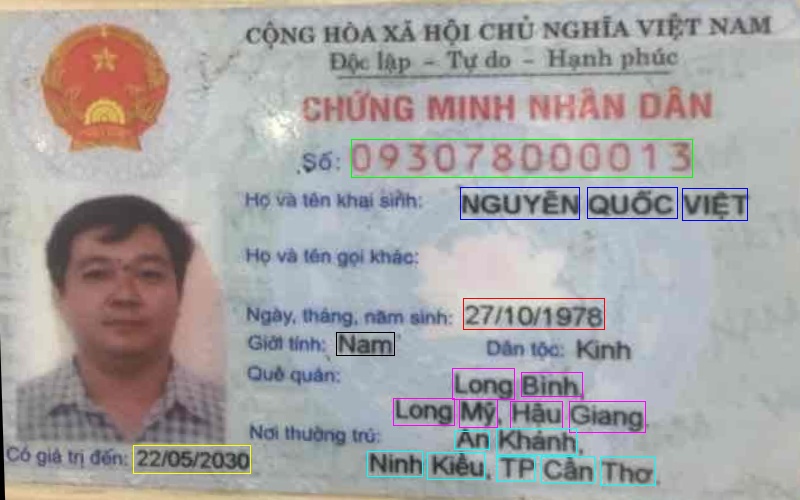 CỘNG HÒA XÃ HỘI CHỦ NGHĨA VIỆT NAM
Độc lập – Tự do – Hạnh phúc
CHỨNG MINH NHÂN DÂN
Số: 093078000013
Họ và tên khai sinh: NGUYỄN QUỐC VIỆT
Họ và tên gọi khác:
Ngày, tháng, năm sinh: 27/10/1978
Giới tính: Nam Dân tộc: Kinh
Quê quán: Long Bình,
Long Mỹ, Hậu Giang.
Nơi thường trú: An Khánh,
Ninh Kiều, TP Cần Thơ.
Có giá trị đến: 22/05/2030